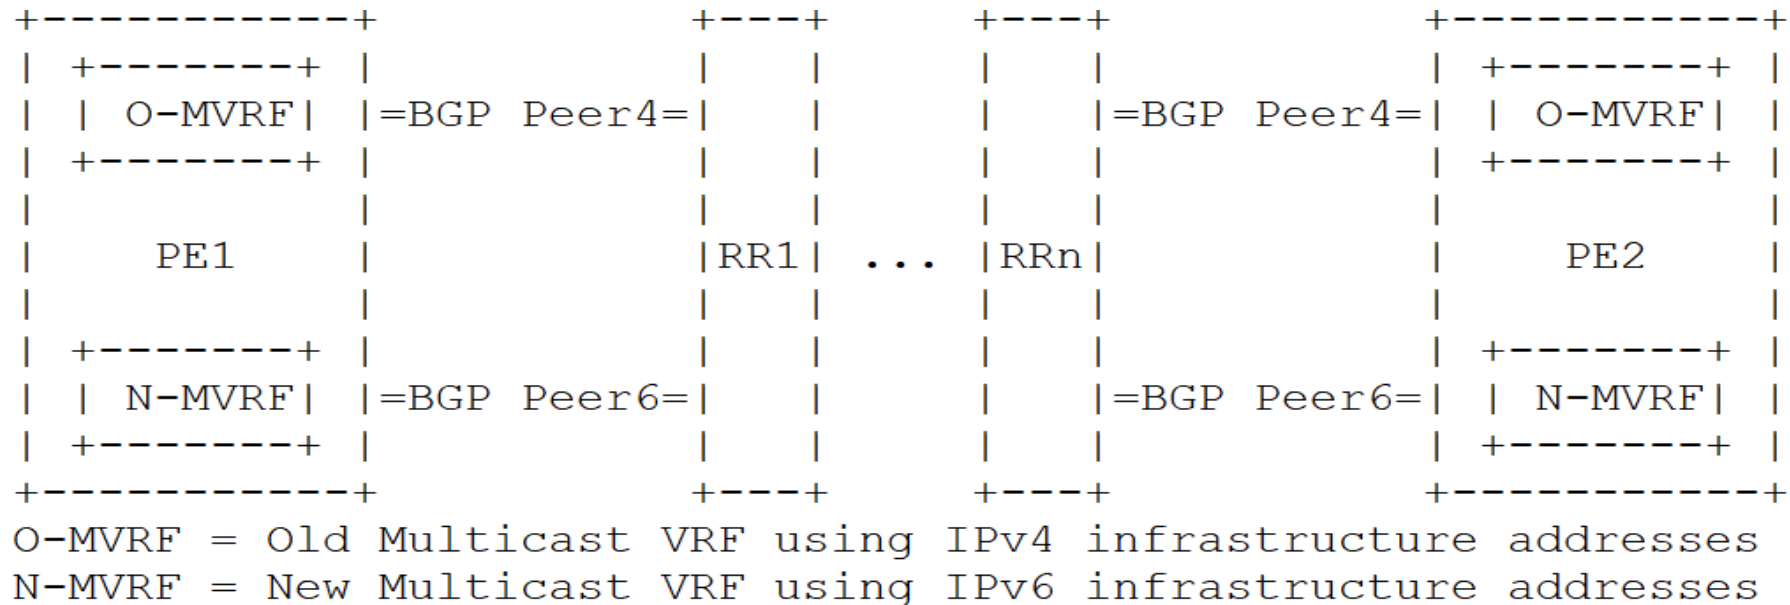 +-----------+           +---+     +---+           +-----------+
|  +-------+ |           |   |     |   |           | +-------+ |
| | O-MVRF| |=BGP Peer4=|   |     |   |=BGP Peer4=| | O-MVRF| |
| +-------+ |           |   |     |   |           | +-------+ |
|           |           |   |     |   |           |           |
|    PE1    |           |RR1| ... |RRn|           |    PE2    |
|           |           |   |     |   |           |           |
| +-------+ |           |   |     |   |           | +-------+ |
| | N-MVRF| |=BGP Peer6=|   |     |   |=BGP Peer6=| | N-MVRF| |
| +-------+ |           |   |     |   |           | +-------+ |
+-----------+           +---+     +---+           +-----------+
O-MVRF = Old Multicast VRF using IPv4 infrastructure addresses
N-MVRF = New Multicast VRF using IPv6 infrastructure addresses